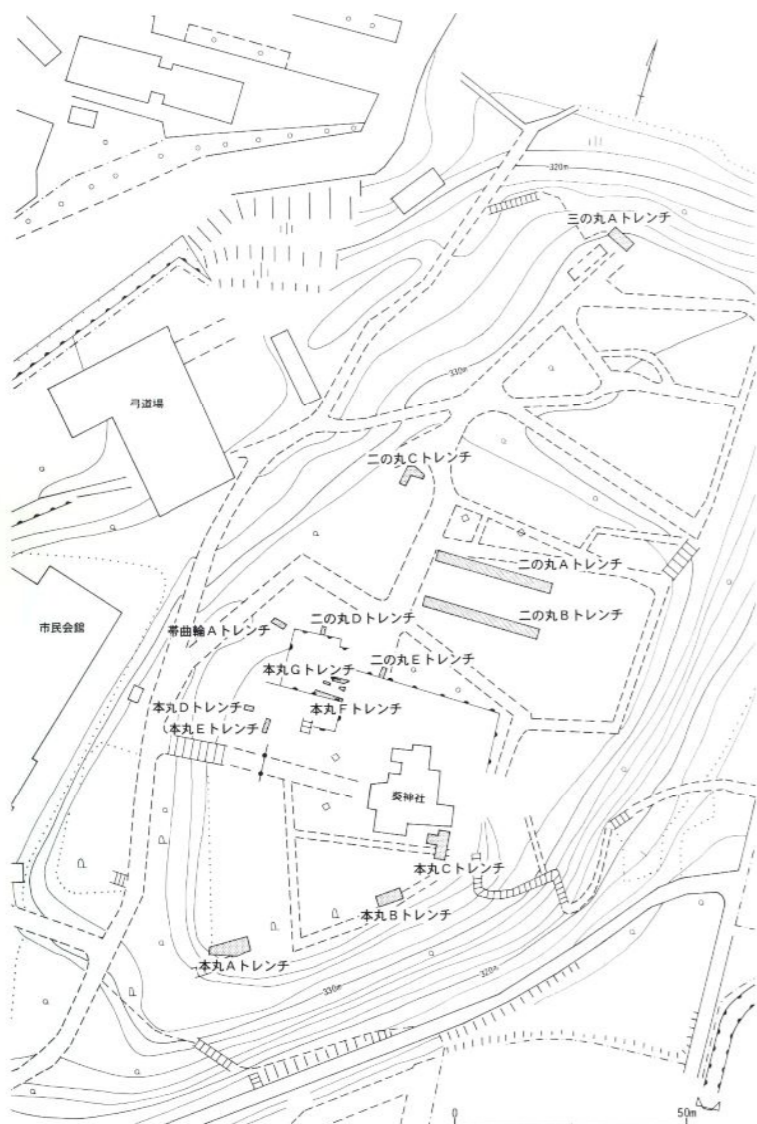 320m
三の丸Aトレンチ
330m
弓道場
二の丸Cトレンチ
二の丸Aトレンチ
二の丸Bトレンチ
市民会館
帯曲輪Aトレンチ
二の丸Dトレンチ
本丸Gトレンチ
二の丸Eトレンチ
本丸Dトレンチ
本丸Fトレンチ
本丸Eトレンチ
葵神社
本丸Cトレンチ
本丸Bトレンチ
本丸Aトレンチ
330m
320m
0
50m